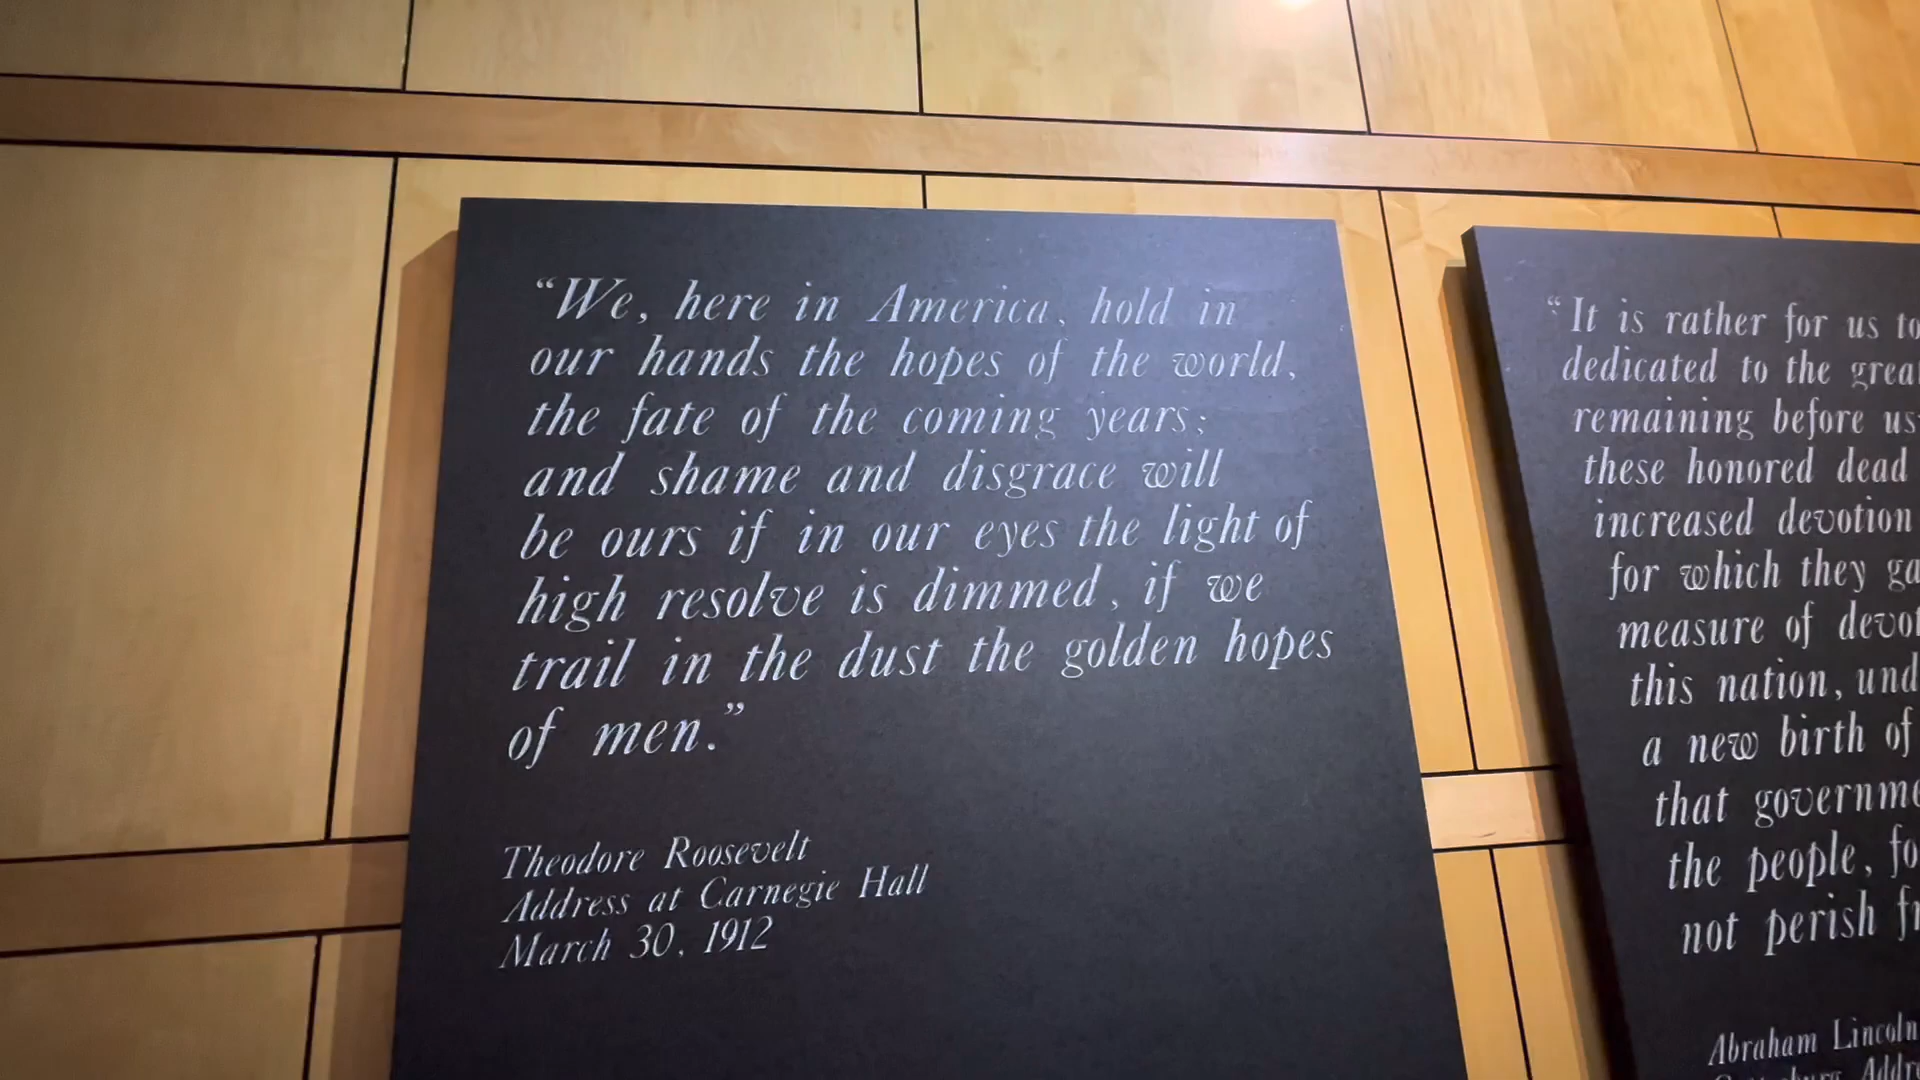 “We, here in America, hold in
our hands the hopes of the world,
the fate of the coming years;
and shame and disgrace will
be ours if in our eyes the light of
high resolve is dimmed, if we
trail in the dust the golden hopes
of men.”
Theodore Roosevelt
Address at Carnegie Hall
March 30, 1912
“It is rather for us to
dedicated to the
remaining before us
these honored dead
increased devotion
for which they
measure of
this nation,
a new birth of
that
the people,
not perish
Abraham Lincoln